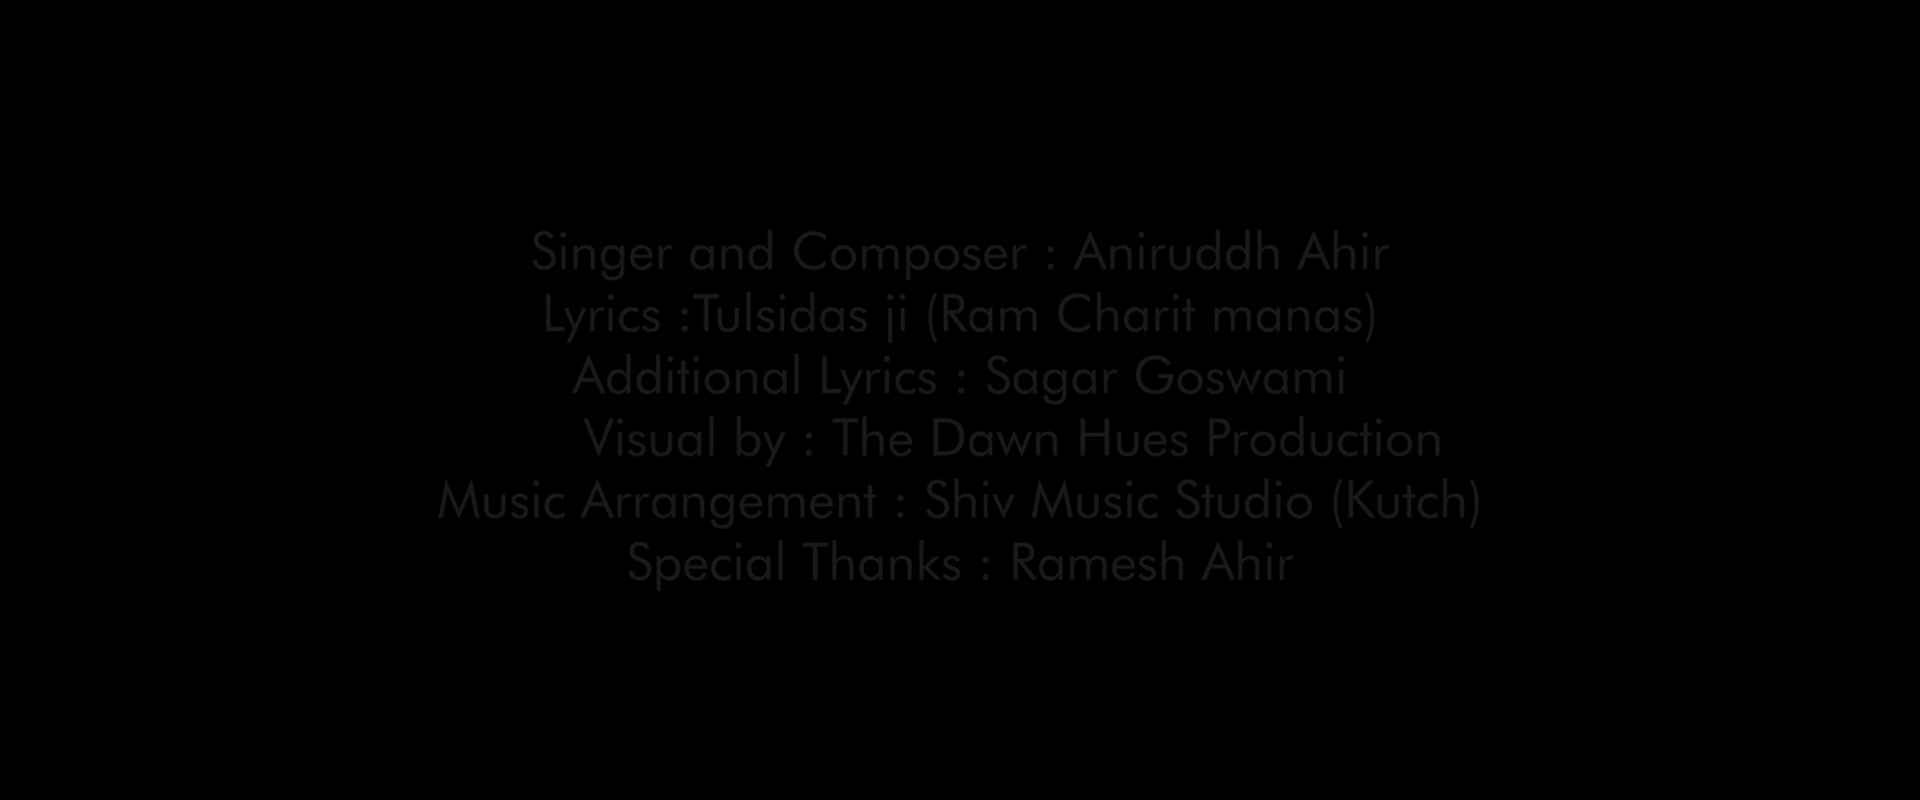 Singer and Composer : Aniruddh Ahir
Lyrics :Tulsidas ji (Ram Charit manas)
Additional Lyrics : Sagar Goswami
Visual by : The Dawn Hues Production
Music Arrangement : Shiv Music Studio (Kutch)
Special Thanks : Ramesh Ahir